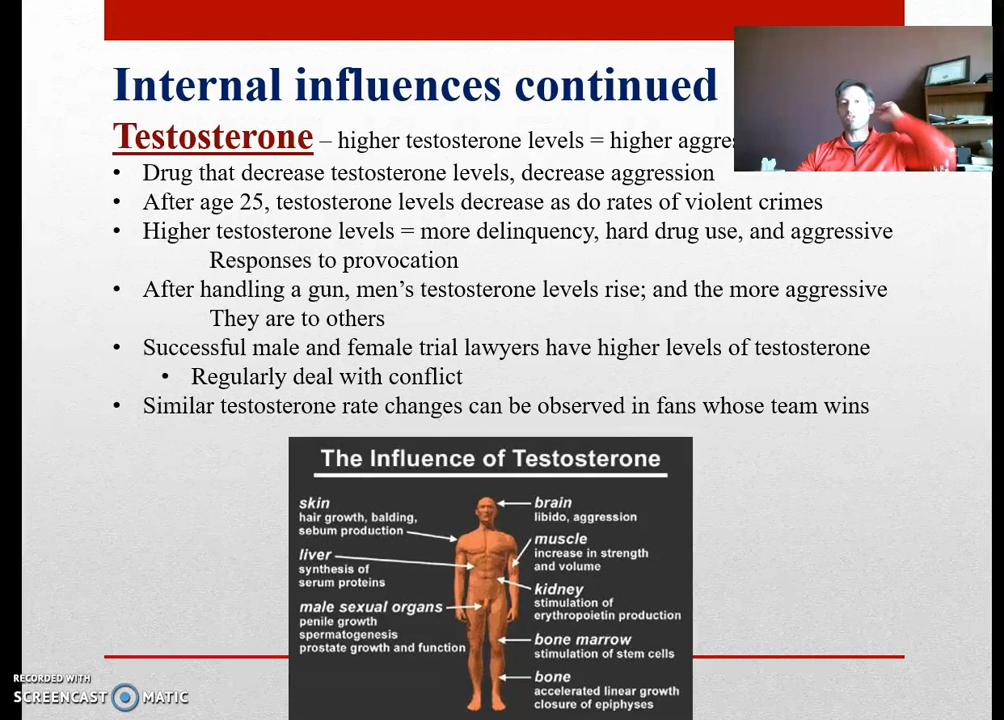 Internal influences continued
Testosterone – higher testosterone levels = higher
• Drug that decrease testosterone levels, decrease aggression
• After age 25, testosterone levels decrease as do rates of violent crimes
• Higher testosterone levels = more delinquency, hard drug use, and aggressive
Responses to provocation
• After handling a gun, men's testosterone levels rise; and the more aggressive
They are to others
• Successful male and female trial lawyers have higher levels of testosterone
• Regularly deal with conflict
• Similar testosterone rate changes can be observed in fans whose team wins
The Influence of Testosterone
skin
hair growth, balding,
sebum production
liver
synthesis of
serum proteins
male sexual organs
penile growth
spermatogenesis
prostate growth and function
brain
libido, aggression
muscle
increase in strength
and volume
kidney
stimulation of
erythropoietin production
bone marrow
stimulation of stem cells
bone
accelerated linear growth
closure of epiphyses
RECORDED WITH
SCREENCAST MATIC